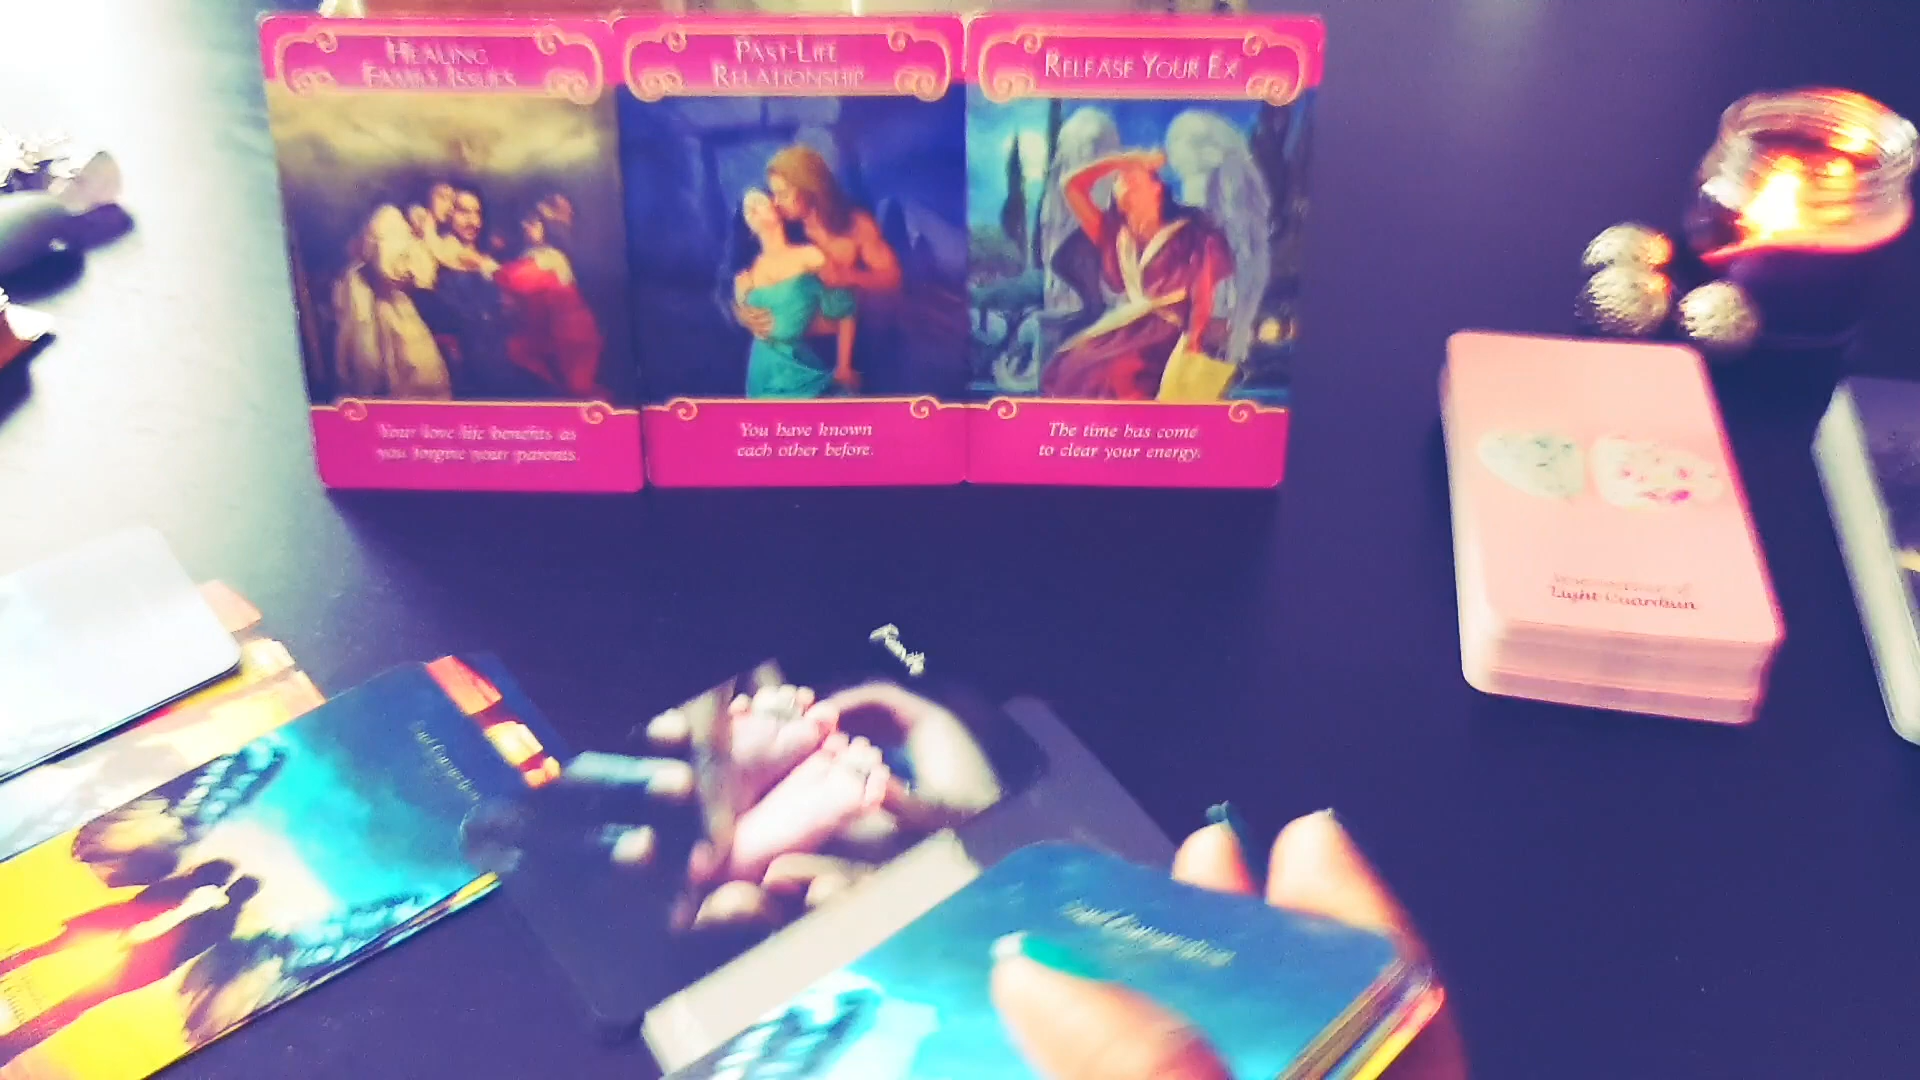 Healing
Family Issues
Past-Life
Relationship
Release Your Ex
Your love life benefits as
you forgive your parents.
You have known
each other before.
The time has come
to clear your energy.
Light Guardian